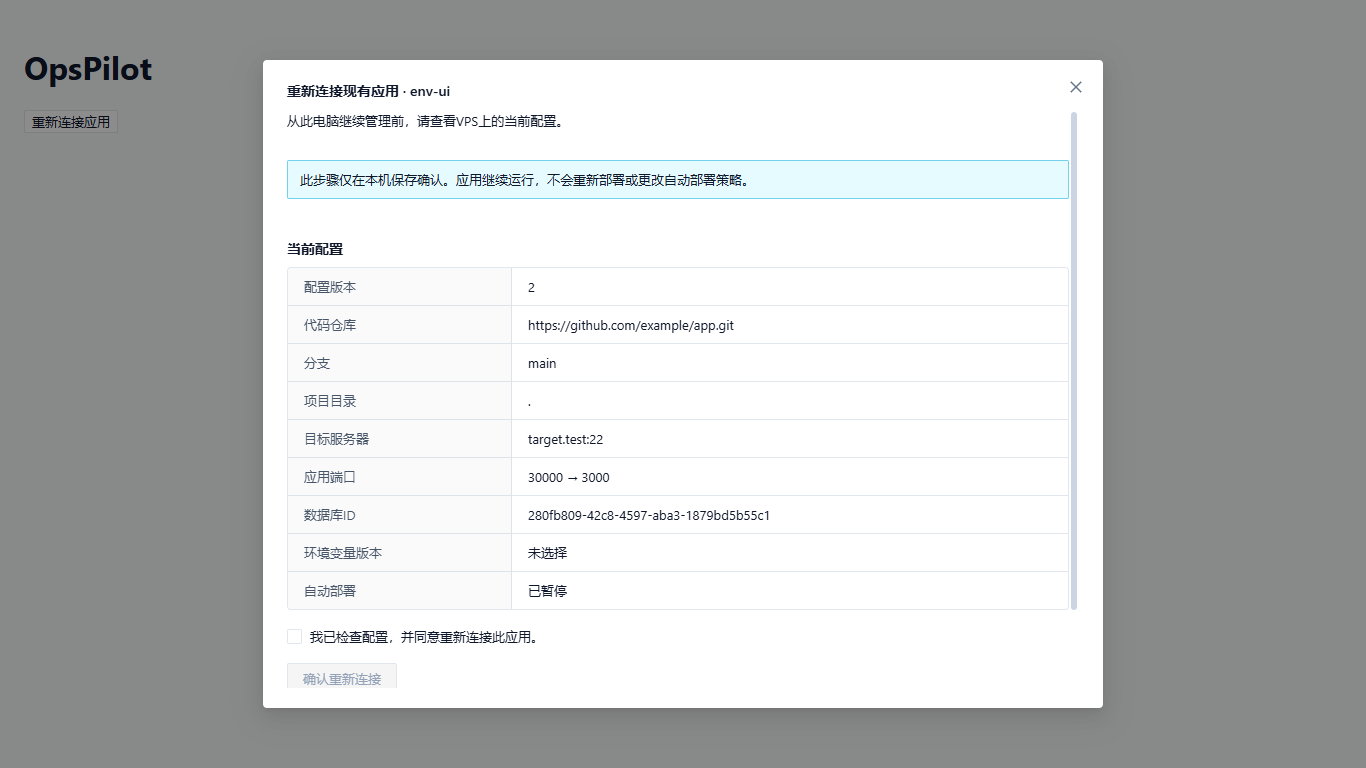 OpsPilot
重新连接应用
重新连接现有应用 · env-ui
从此电脑继续管理前，请查看VPS上的当前配置。
此步骤仅在本机保存确认。应用继续运行，不会重新部署或更改自动部署策略。
当前配置
配置版本 2
代码仓库 https://github.com/example/app.git
分支 main
项目目录 .
目标服务器 target.test:22
应用端口 30000 → 3000
数据库ID 280fb809-42c8-4597-aba3-1879bd5b55c1
环境变量版本 未选择
自动部署 已暂停
我已检查配置，并同意重新连接此应用。
确认重新连接